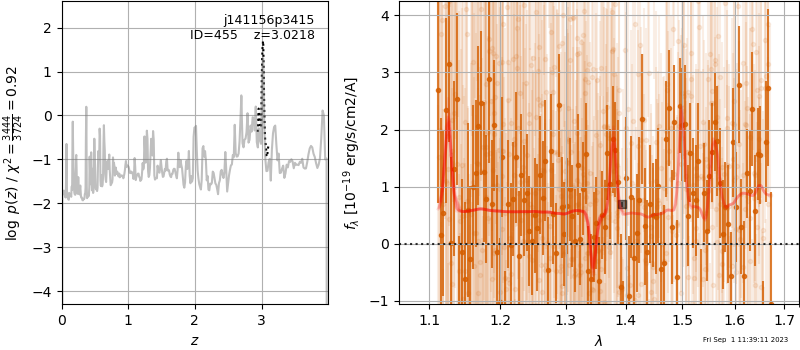 j141156p3415
ID=455 z=3.0218
log p(z) / χ² = 3444/3724 = 0.92
2
1
0
−1
−2
−3
−4
0 1 2 3
z
f_λ [10⁻¹⁹ erg/s/cm2/A]
4
3
2
1
0
−1
1.1 1.2 1.3 1.4 1.5 1.6 1.7
λ
Fri Sep 1 11:39:11 2023